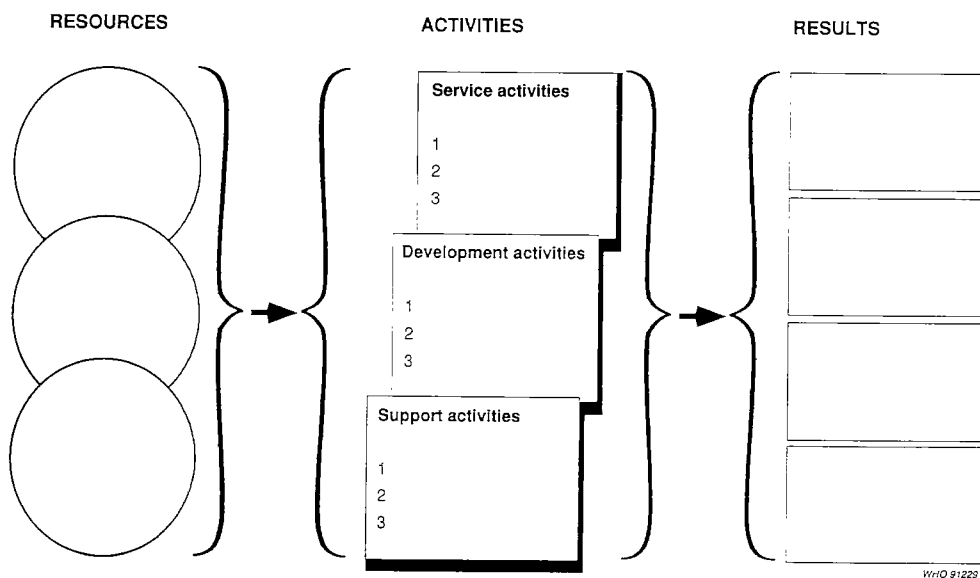 RESOURCES
ACTIVITIES
RESULTS
Service activities
1
2
3
Development activities
1
2
3
Support activities
1
2
3
WHO 91229